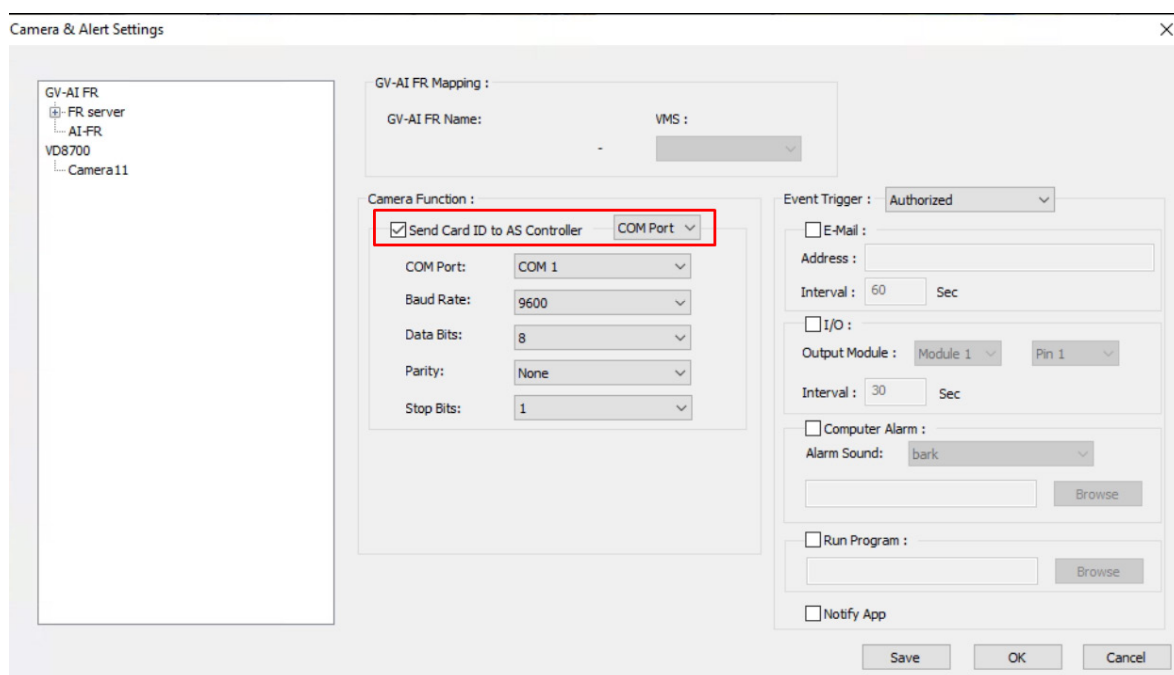 Camera & Alert Settings
GV-AI FR
FR server
AI-FR
VD8700
Camera11
GV-AI FR Mapping :
GV-AI FR Name:
VMS :
-
Camera Function :
Send Card ID to AS Controller
COM Port
COM Port:
COM 1
Baud Rate:
9600
Data Bits:
8
Parity:
None
Stop Bits:
1
Event Trigger :
Authorized
E-Mail :
Address :
Interval :
60
Sec
I/O :
Output Module :
Module 1
Pin 1
Interval :
30
Sec
Computer Alarm :
Alarm Sound:
bark
Browse
Run Program :
Browse
Notify App
Save
OK
Cancel